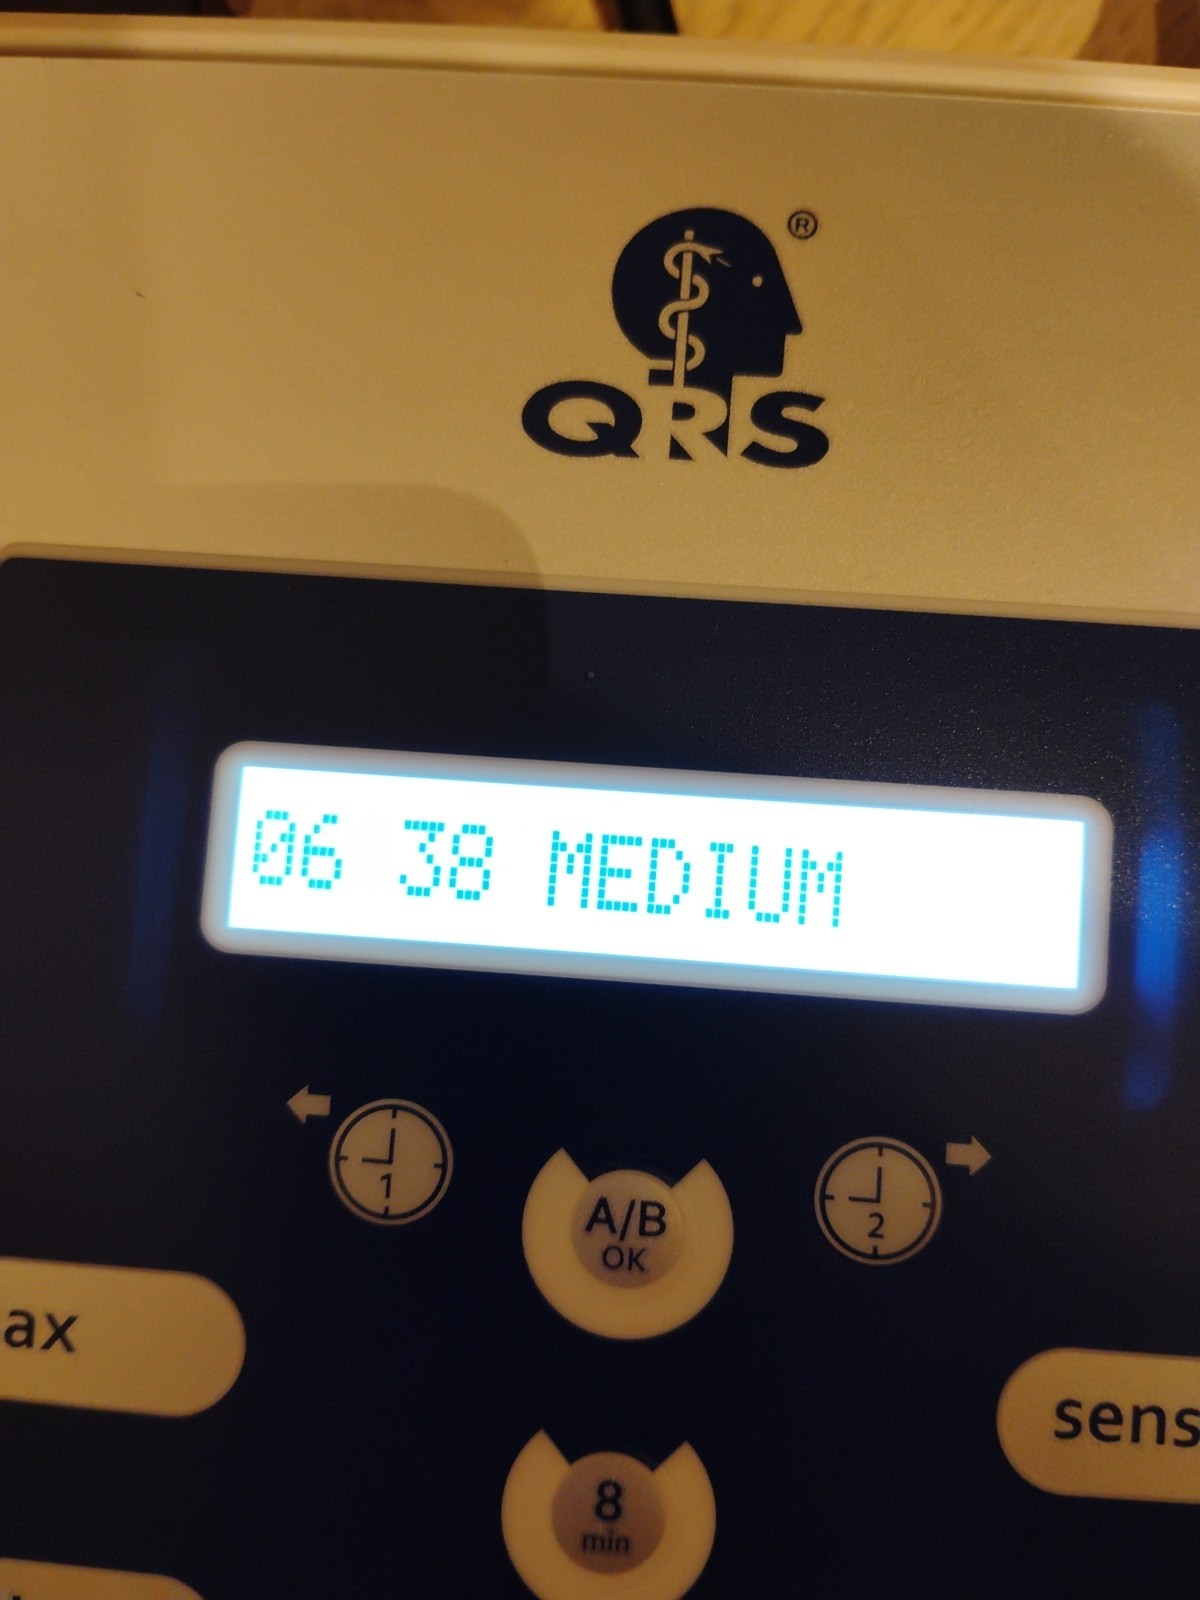 ®
QRS
06 38 MEDIUM
1
A/B
OK
2
ax
sens
8
min